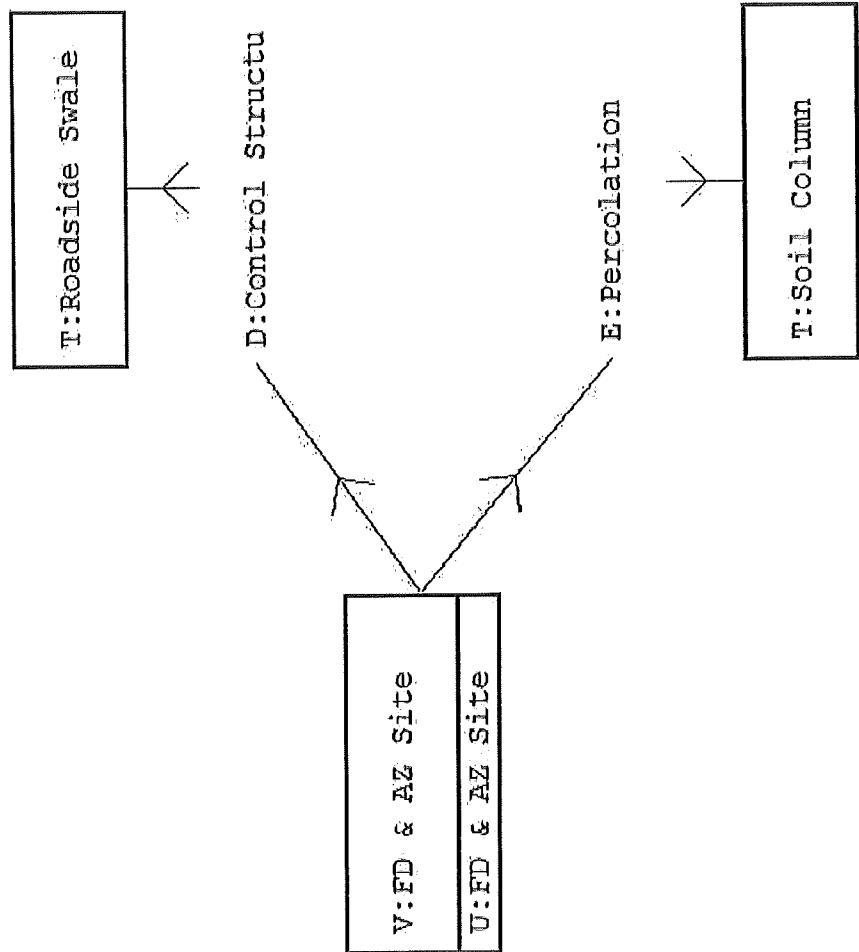 T:Roadside Swale
D:Control Structu
E:Percolation
T:Soil Column
V:FD & AZ Site
U:FD & AZ Site